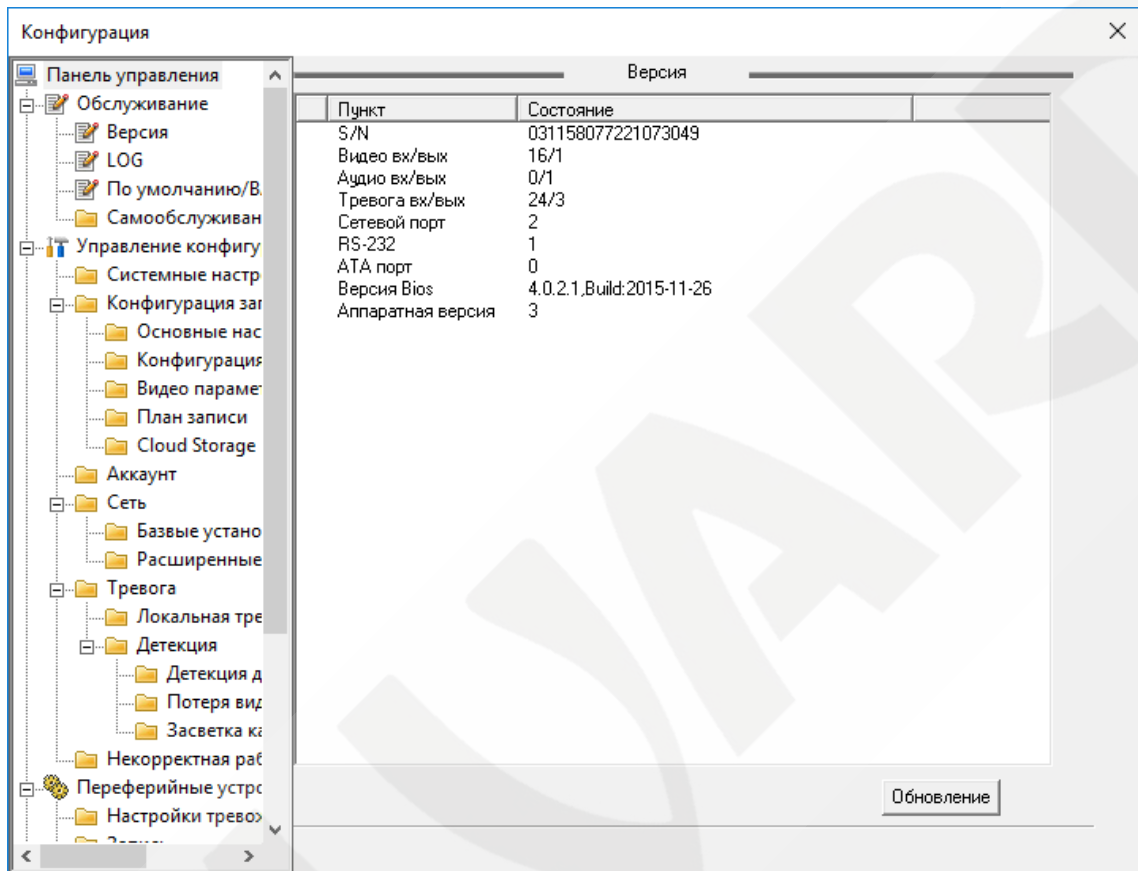 Конфигурация
Панель управления
Обслуживание
Версия
LOG
По умолчанию/В.
Самообслуживан
Управление конфигу
Системные настр
Конфигурация заг
Основные нас
Конфигурация
Видео параме
План записи
Cloud Storage
Аккаунт
Сеть
Базвые устано
Расширенные
Тревога
Локальная тре
Детекция
Детекция д
Потеря вид
Засветка ка
Некорректная раб
Переферийные устро
Настройки тревох
Версия
Пункт Состояние
S/N 031158077221073049
Видео вх/вых 16/1
Аудио вх/вых 0/1
Тревога вх/вых 24/3
Сетевой порт 2
RS-232 1
АТА порт 0
Версия Bios 4.0.2.1,Build:2015-11-26
Аппаратная версия 3
Обновление